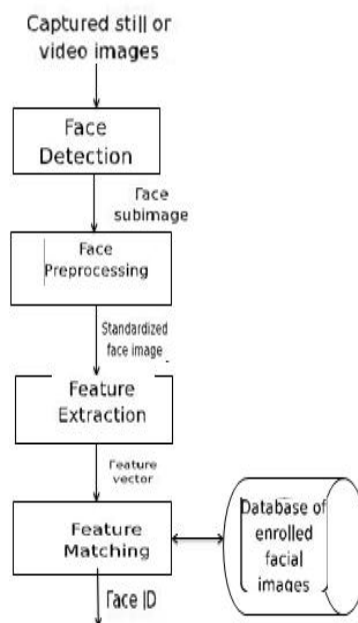 Captured still or
video images
Face
Detection
Face
subimage
Face
Preprocessing
Standardized
face image
Feature
Extraction
Feature
vector
Feature
Matching
Database of
enrolled
facial
images
Face ID